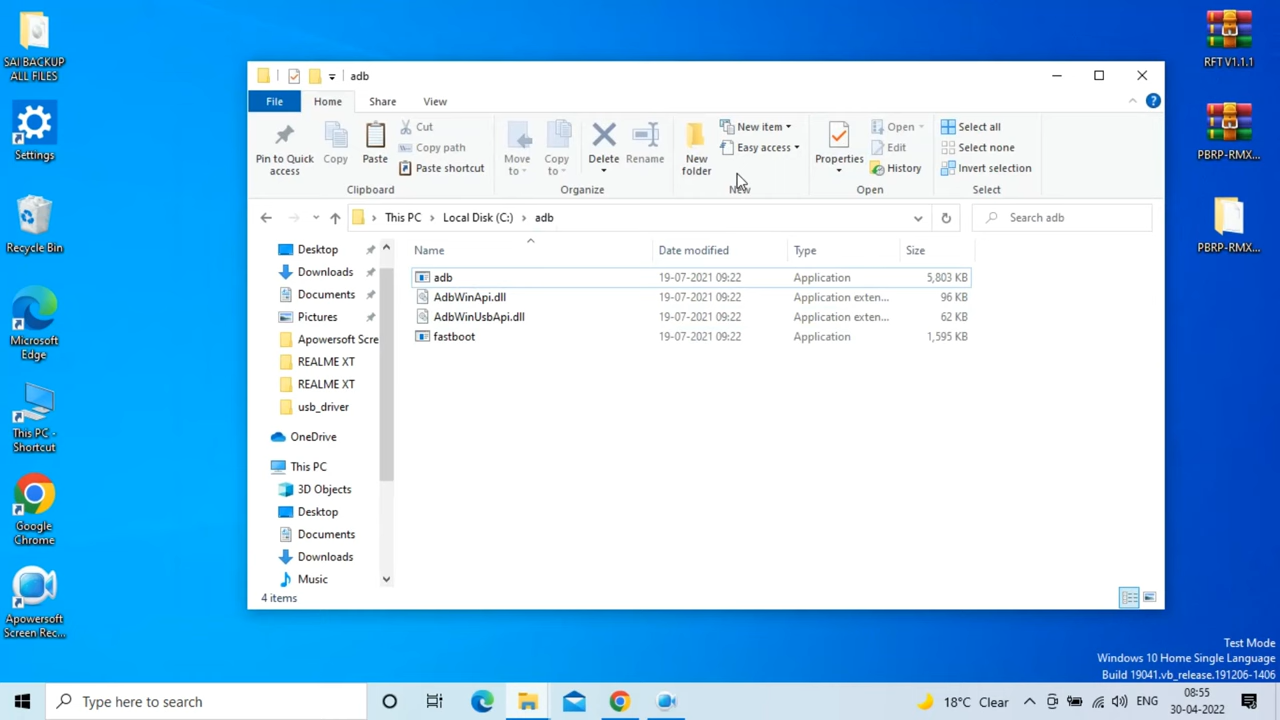 SAI BACKUP
ALL FILES
Settings
Recycle Bin
Microsoft
Edge
This PC -
Shortcut
Google
Chrome
Apowersoft
Screen Rec...
adb
File Home Share View
Pin to Quick
access
Copy
Paste
Cut
Copy path
Paste shortcut
Clipboard
Move
to
Copy
to
Delete
Rename
Organize
New
folder
New item
Easy access
New
Properties
Open
Edit
History
Open
Select all
Select none
Invert selection
Select
This PC > Local Disk (C:) > adb
Search adb
Desktop
Downloads
Documents
Pictures
Apowersoft Scre
REALME XT
REALME XT
usb_driver
OneDrive
This PC
3D Objects
Desktop
Documents
Downloads
Music
Name Date modified Type Size
adb 19-07-2021 09:22 Application 5,803 KB
AdbWinApi.dll 19-07-2021 09:22 Application exten... 96 KB
AdbWinUsbApi.dll 19-07-2021 09:22 Application exten... 62 KB
fastboot 19-07-2021 09:22 Application 1,595 KB
4 items
RFT V1.1.1
PBRP-RMX...
PBRP-RMX...
Test Mode
Windows 10 Home Single Language
Build 19041.vb_release.191206-1406
Type here to search
18°C Clear
ENG
08:55
30-04-2022